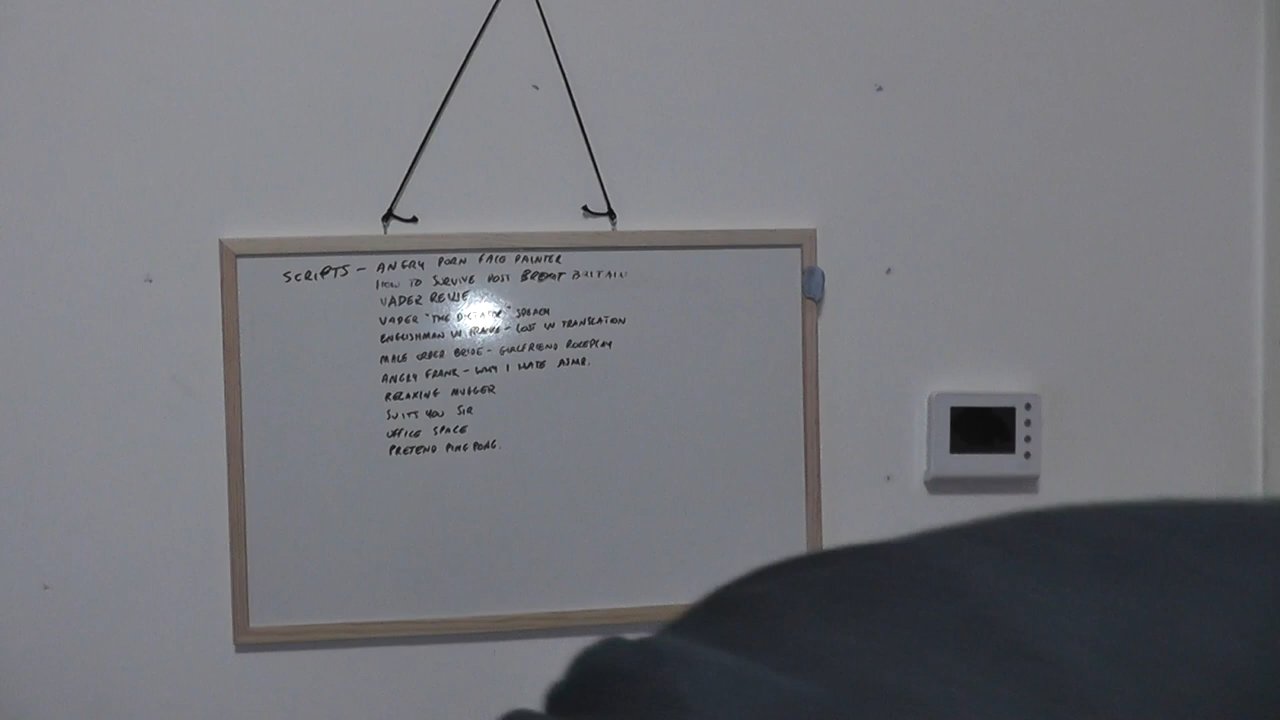 SCRIPTS - ANGRY PORN FACE PAINTER
HOW TO SURVIVE POST BREXIT BRITAIN
VADER REVIE
VADER "THE DICTATOR" SPEACH
ENGLISHMAN IN FRANCE - LOST IN TRANSLATION
MALE ORDER BRIDE - GIRLFRIEND ROLEPLAY
ANGRY FRANK - WHY I HATE ASMR.
RELAXING MUGGER
SUITS YOU SIR
OFFICE SPACE
PRETEND PING PONG.